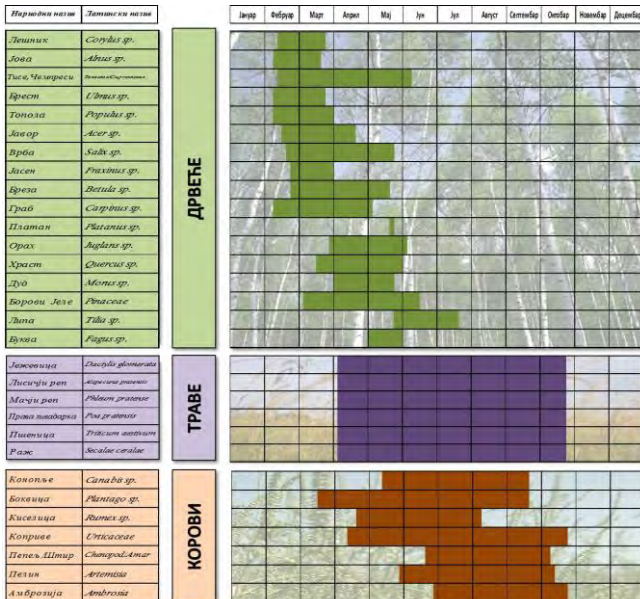 Народни назив Латински назив Јануар Фебруар Март Април Мај Јун Јул Август Септембар Октобар Новембар Децембар
Лешник Corylus sp.
Јова Alnus sp.
Тисе, Чемпреси
Брест Ulmus sp.
Топола Populus sp.
Јавор Acer sp.
Врба Salix sp.
Јасен Fraxinus sp.
Бреза Betula sp.
Граб Carpinus sp.
Платан Platanus sp.
Орах Juglans sp.
Храст Quercus sp.
Дуд Morus sp.
Борови Јеле Pinaceae
Липа Tilia sp.
Буква Fagus sp.
ДРВЕЋЕ
Јежевица Dactylis glomerata
Лисичји реп Alopecurus pratensis
Мачји реп Phleum pratense
Права ливадарка Poa pratensis
Пшеница Triticum aestivum
Раж Secalae ceralae
ТРАВЕ
Конопље Canabis sp.
Боквица Plantago sp.
Киселица Rumex sp.
Коприве Urticaceae
Пепељ./Штир Chenopod/Amar
Пелин Artemisia
Амброзија Ambrosia
КОРОВИ